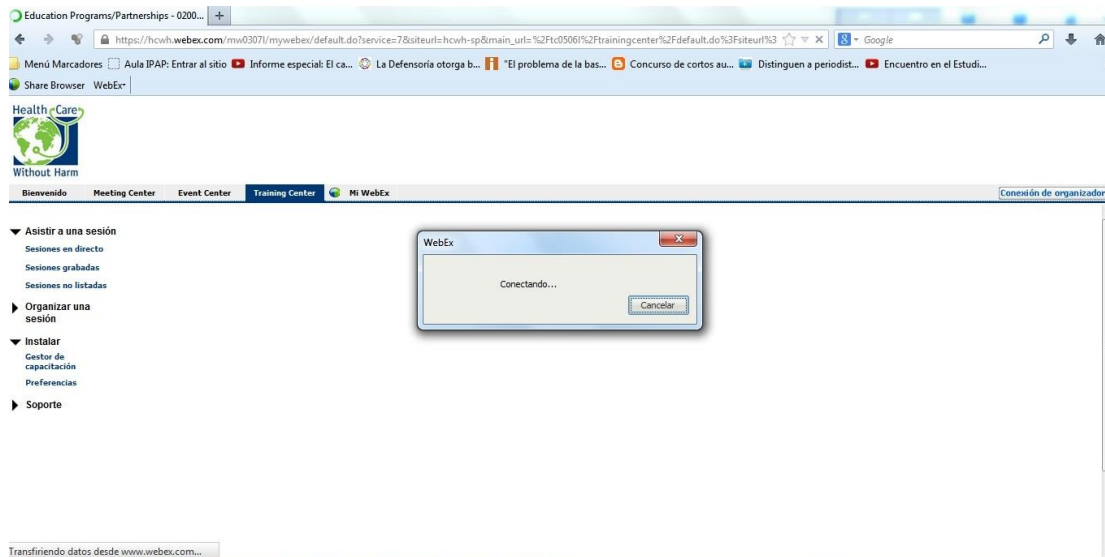 Education Programs/Partnerships - 0200...
https://hcwh.webex.com/mw0307l/mywebex/default.do?service=7&siteurl=hcwh-sp&main_url=%2Ftc0506l%2Ftrainingcenter%2Fdefault.do%3Fsiteurl%3
Google
Menú Marcadores Aula IPAP: Entrar al sitio Informe especial: El ca... La Defensoría otorga b... "El problema de la bas... Concurso de cortos au... Distinguen a periodist... Encuentro en el Estudi...
Share Browser WebEx
Health Care
Without Harm
Bienvenido Meeting Center Event Center Training Center Mi WebEx Conexión de organizador
Asistir a una sesión
Sesiones en directo
Sesiones grabadas
Sesiones no listadas
Organizar una
sesión
Instalar
Gestor de
capacitación
Preferencias
Soporte
WebEx
Conectando...
Cancelar
Transfiriendo datos desde www.webex.com...